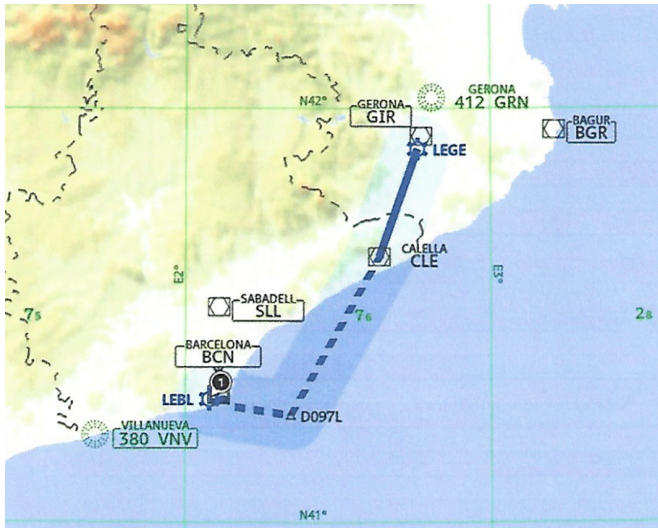 GERONA
412 GRN
N42°
GERONA
GIR
BAGUR
BGR
LEGE
CALELLA
CLE
E2°
E3°
SABADELL
SLL
75
76
28
BARCELONA
BCN
1
LEBL
D097L
VILLANUEVA
380 VNV
N41°